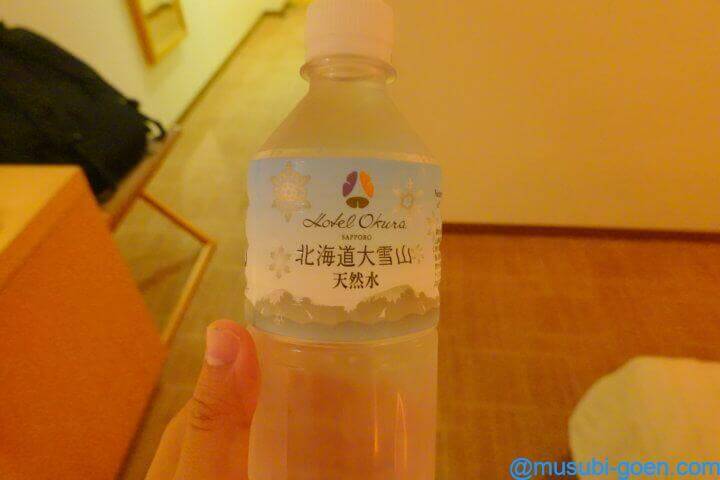 Hotel Okura
SAPPORO
北海道大雪山
天然水
@musubi-goen.com